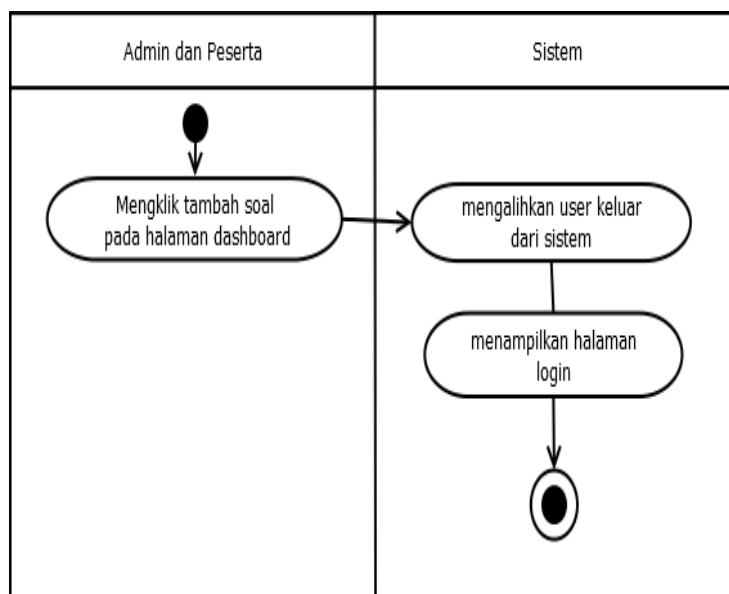 Admin dan Peserta
Sistem
Mengklik tambah soal
pada halaman dashboard
mengalihkan user keluar
dari sistem
menampilkan halaman
login